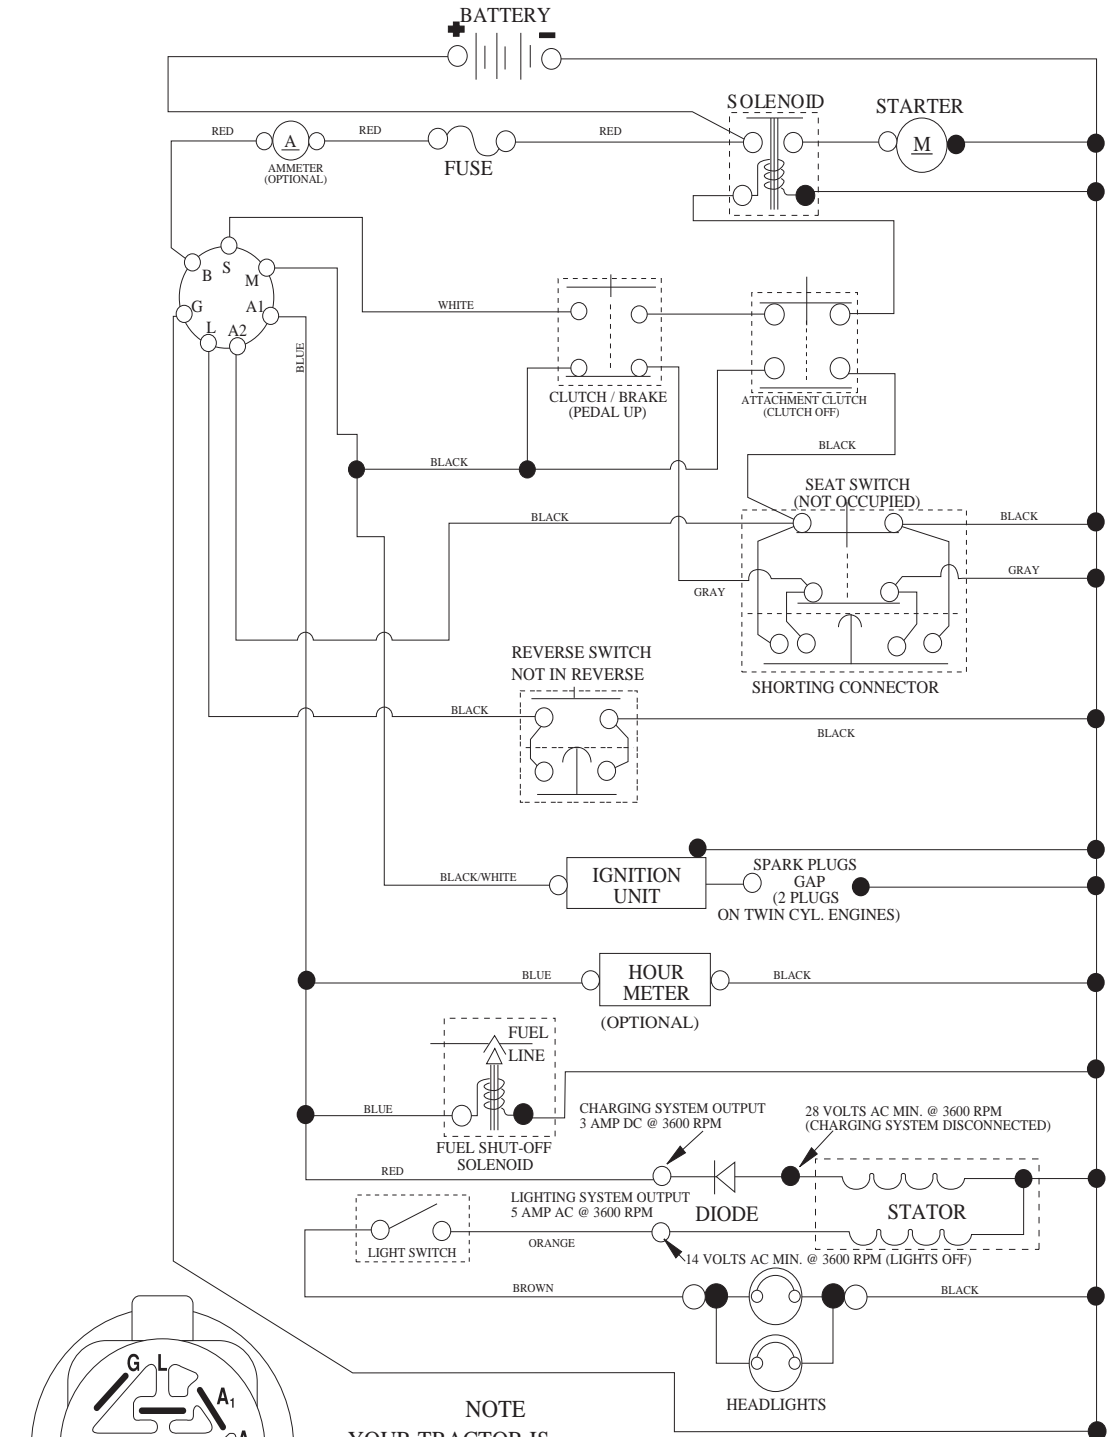 BATTERY
SOLENOID
STARTER
RED
A
RED
RED
M
AMMETER
(OPTIONAL)
FUSE
B
S
M
G
A1
L
A2
BLUE
WHITE
CLUTCH / BRAKE
(PEDAL UP)
ATTACHMENT CLUTCH
(CLUTCH OFF)
BLACK
BLACK
SEAT SWITCH
(NOT OCCUPIED)
BLACK
BLACK
GRAY
GRAY
REVERSE SWITCH
NOT IN REVERSE
SHORTING CONNECTOR
BLACK
BLACK
IGNITION
UNIT
BLACK/WHITE
SPARK PLUGS
GAP
(2 PLUGS
ON TWIN CYL. ENGINES)
BLUE
HOUR
METER
BLACK
(OPTIONAL)
FUEL
LINE
BLUE
FUEL SHUT-OFF
SOLENOID
CHARGING SYSTEM OUTPUT
3 AMP DC @ 3600 RPM
28 VOLTS AC MIN. @ 3600 RPM
(CHARGING SYSTEM DISCONNECTED)
RED
LIGHTING SYSTEM OUTPUT
5 AMP AC @ 3600 RPM
DIODE
STATOR
LIGHT SWITCH
ORANGE
14 VOLTS AC MIN. @ 3600 RPM (LIGHTS OFF)
BROWN
BLACK
HEADLIGHTS
G
L
A1
A
NOTE
YOUR TRACTOR IS